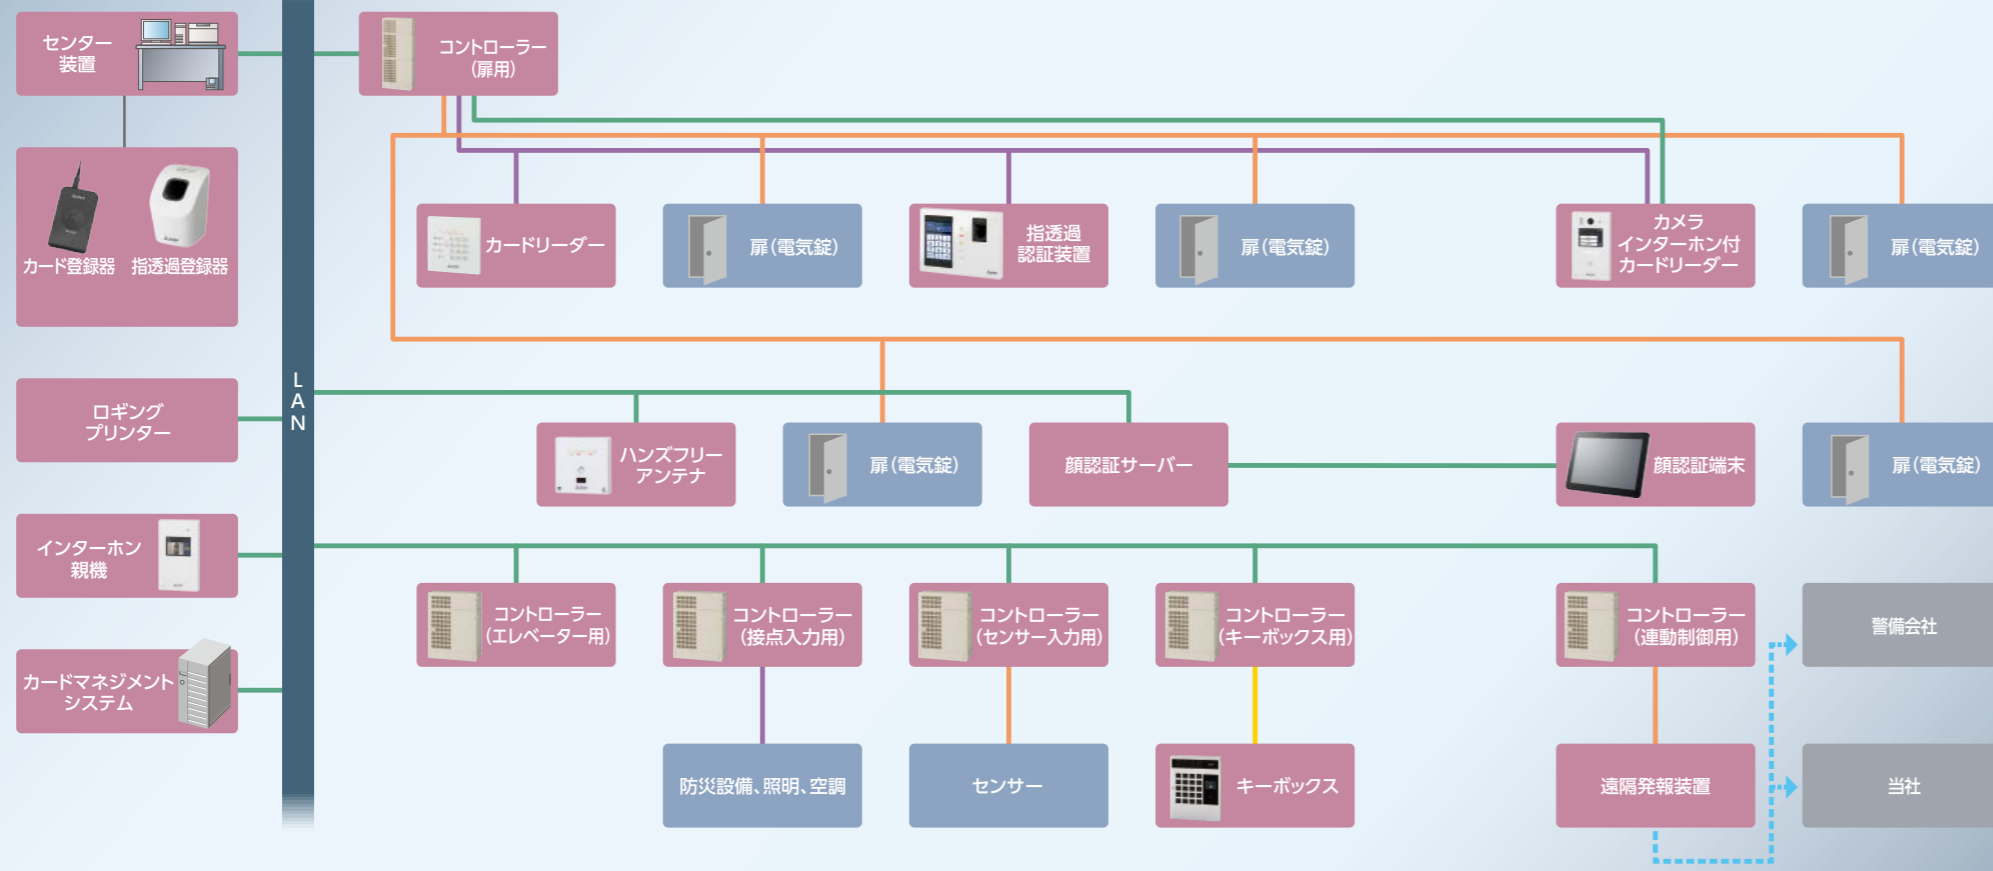 センター
装置
コントローラー
（扉用）
カード登録器
指透過登録器
カードリーダー
扉（電気錠）
指透過
認証装置
扉（電気錠）
カメラ
インターホン付
カードリーダー
扉（電気錠）
L
A
N
ロギング
プリンター
ハンズフリー
アンテナ
扉（電気錠）
顔認証サーバー
顔認証端末
扉（電気錠）
インターホン
親機
コントローラー
（エレベーター用）
コントローラー
（接点入力用）
コントローラー
（センサー入力用）
コントローラー
（キーボックス用）
コントローラー
（連動制御用）
警備会社
カードマネジメント
システム
防災設備、照明、空調
センサー
キーボックス
遠隔発報装置
当社